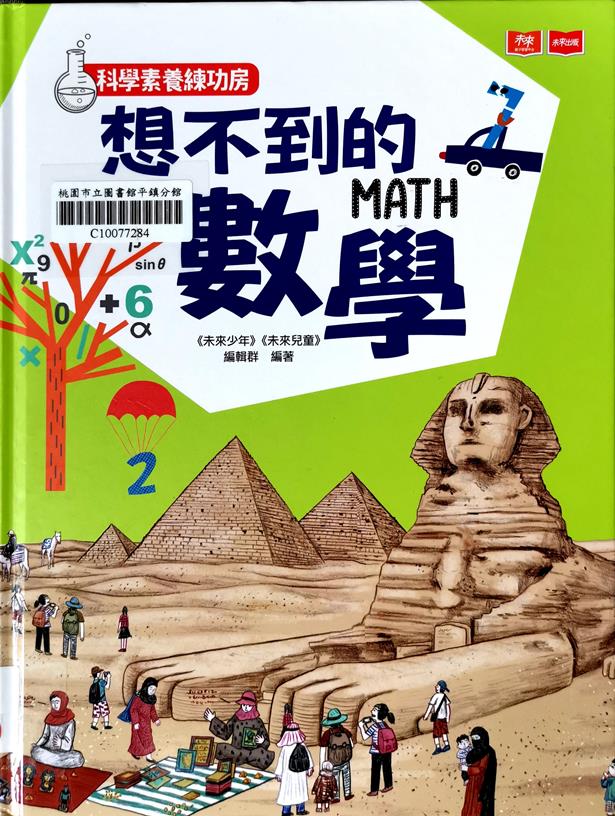 未來
未來出版
科學素養練功房
想不到的
MATH
數學
桃園市立圖書館平鎮分館
C10077284
x²
π
9
sinθ
0
+6
α
x
2
7
《未來少年》《未來兒童》
編輯群 編著